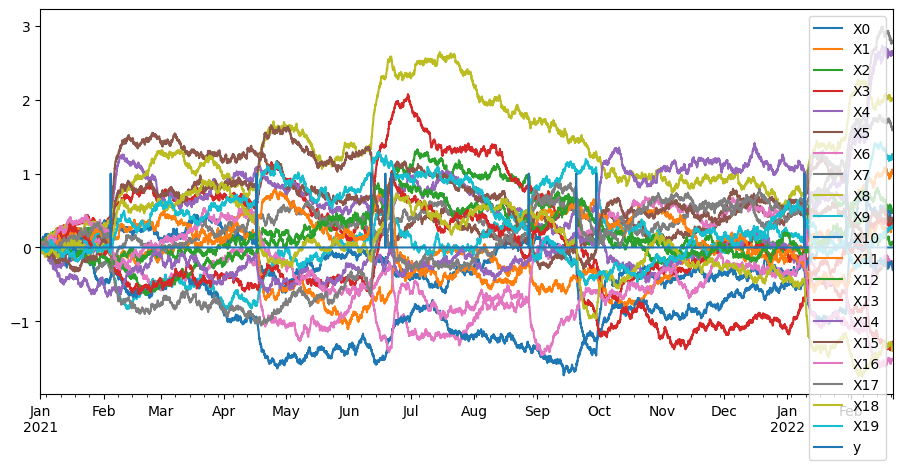 3
2
1
0
−1
Jan Feb Mar Apr May Jun Jul Aug Sep Oct Nov Dec Jan Feb
2021 2022
X0
X1
X2
X3
X4
X5
X6
X7
X8
X9
X10
X11
X12
X13
X14
X15
X16
X17
X18
X19
y